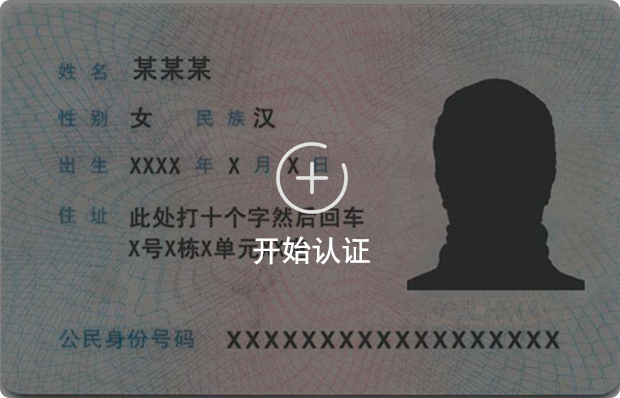 姓名 某某某
性别 女 民族 汉
出生 XXXX 年 X 月 X 日
住址 此处打十个字然后回车
X号X栋X单元
开始认证
公民身份号码 XXXXXXXXXXXXXXXXXX